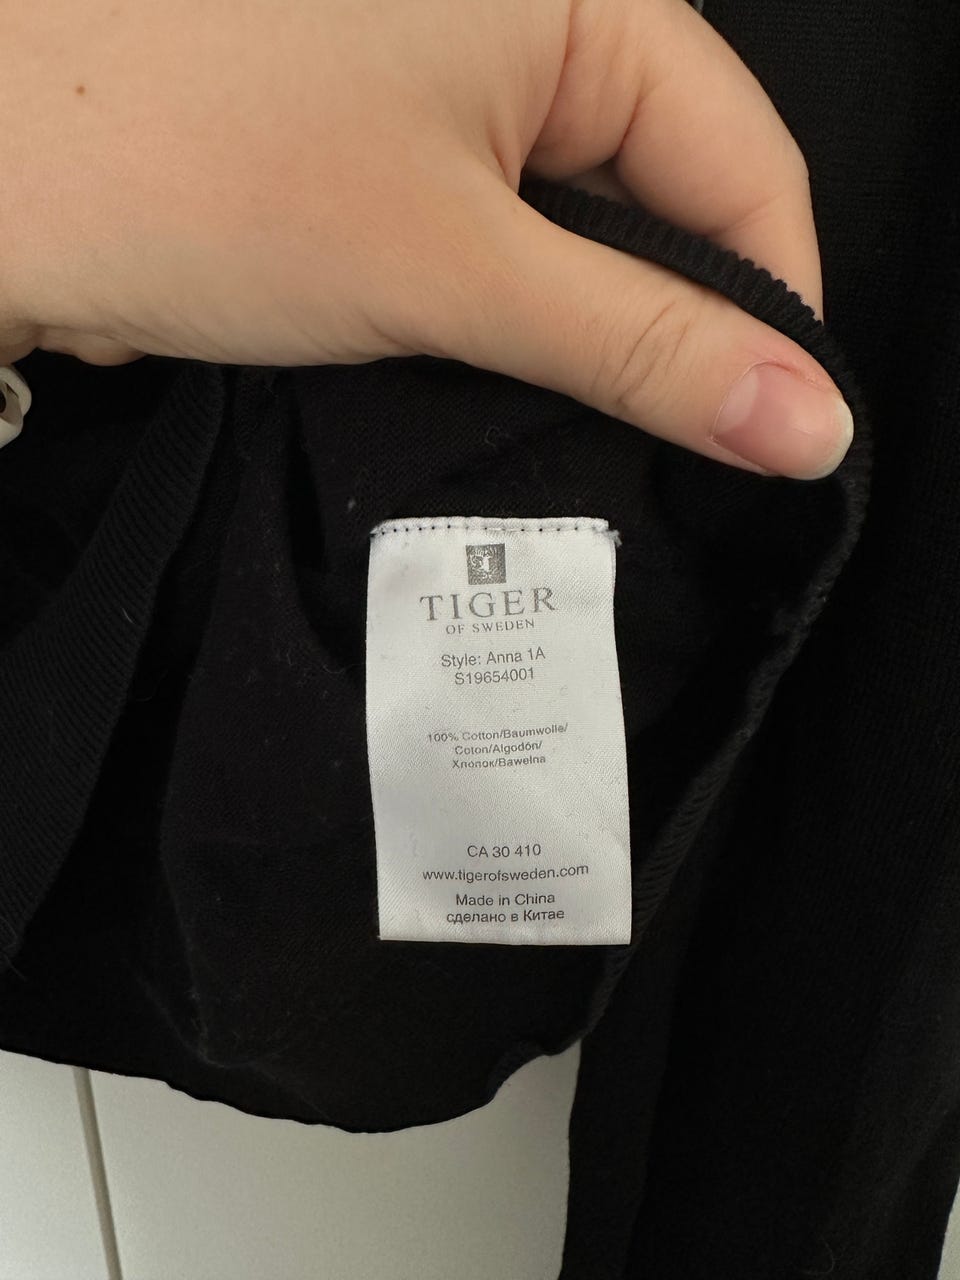 TIGER
OF SWEDEN
Style: Anna 1A
S19654001
100% Cotton/Baumwolle/
Coton/Algodón/
Хлопок/Bawełna
CA 30 410
www.tigerofsweden.com
Made in China
сделано в Китае